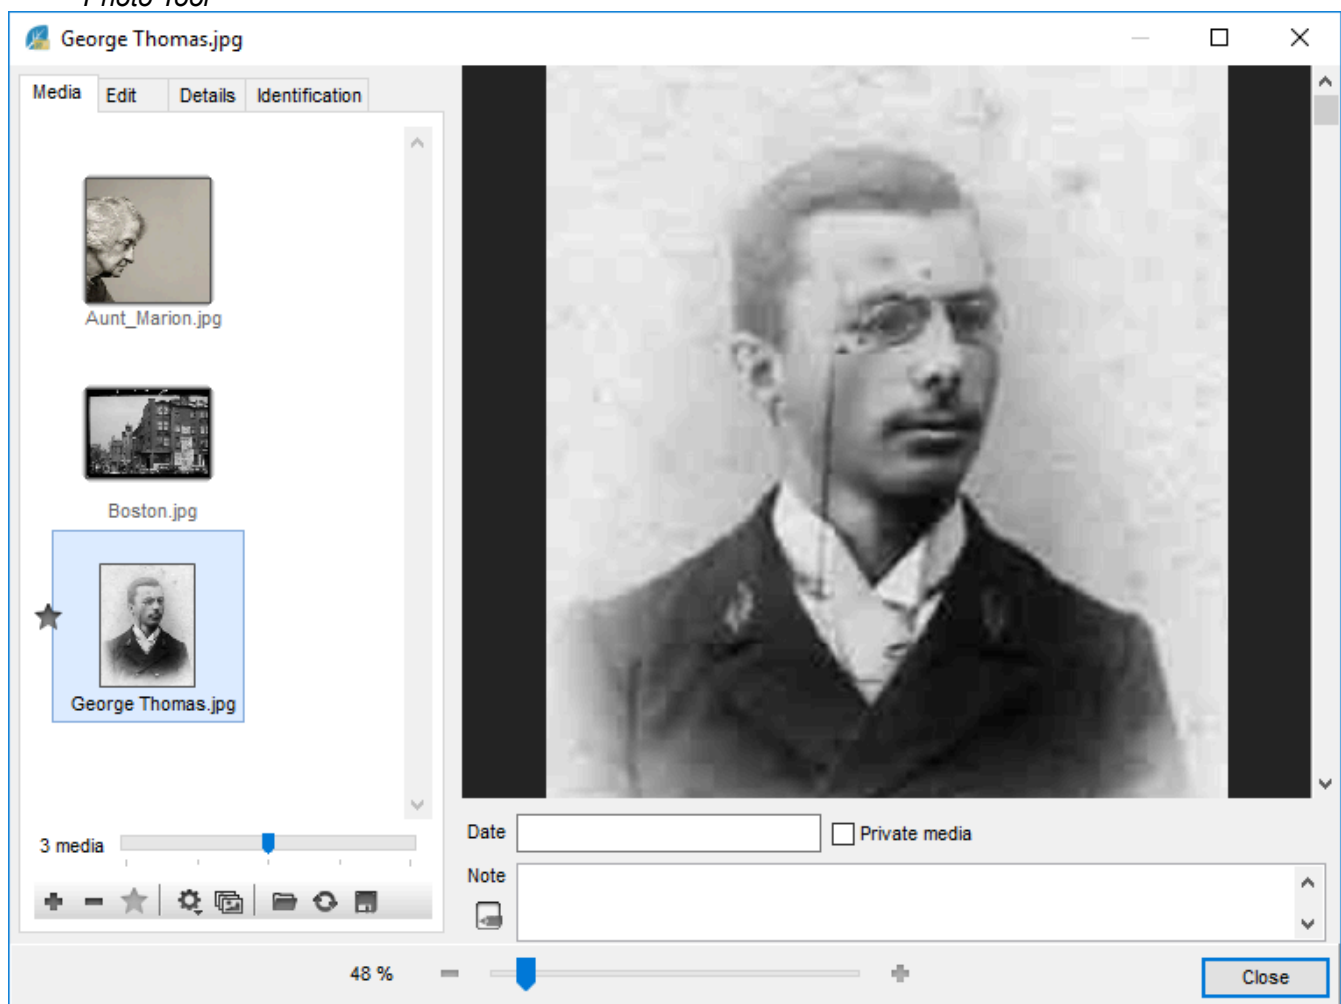 Photo Tool
George Thomas.jpg
Media Edit Details Identification
Aunt_Marion.jpg
Boston.jpg
George Thomas.jpg
3 media
Date
Private media
Note
48 %
Close